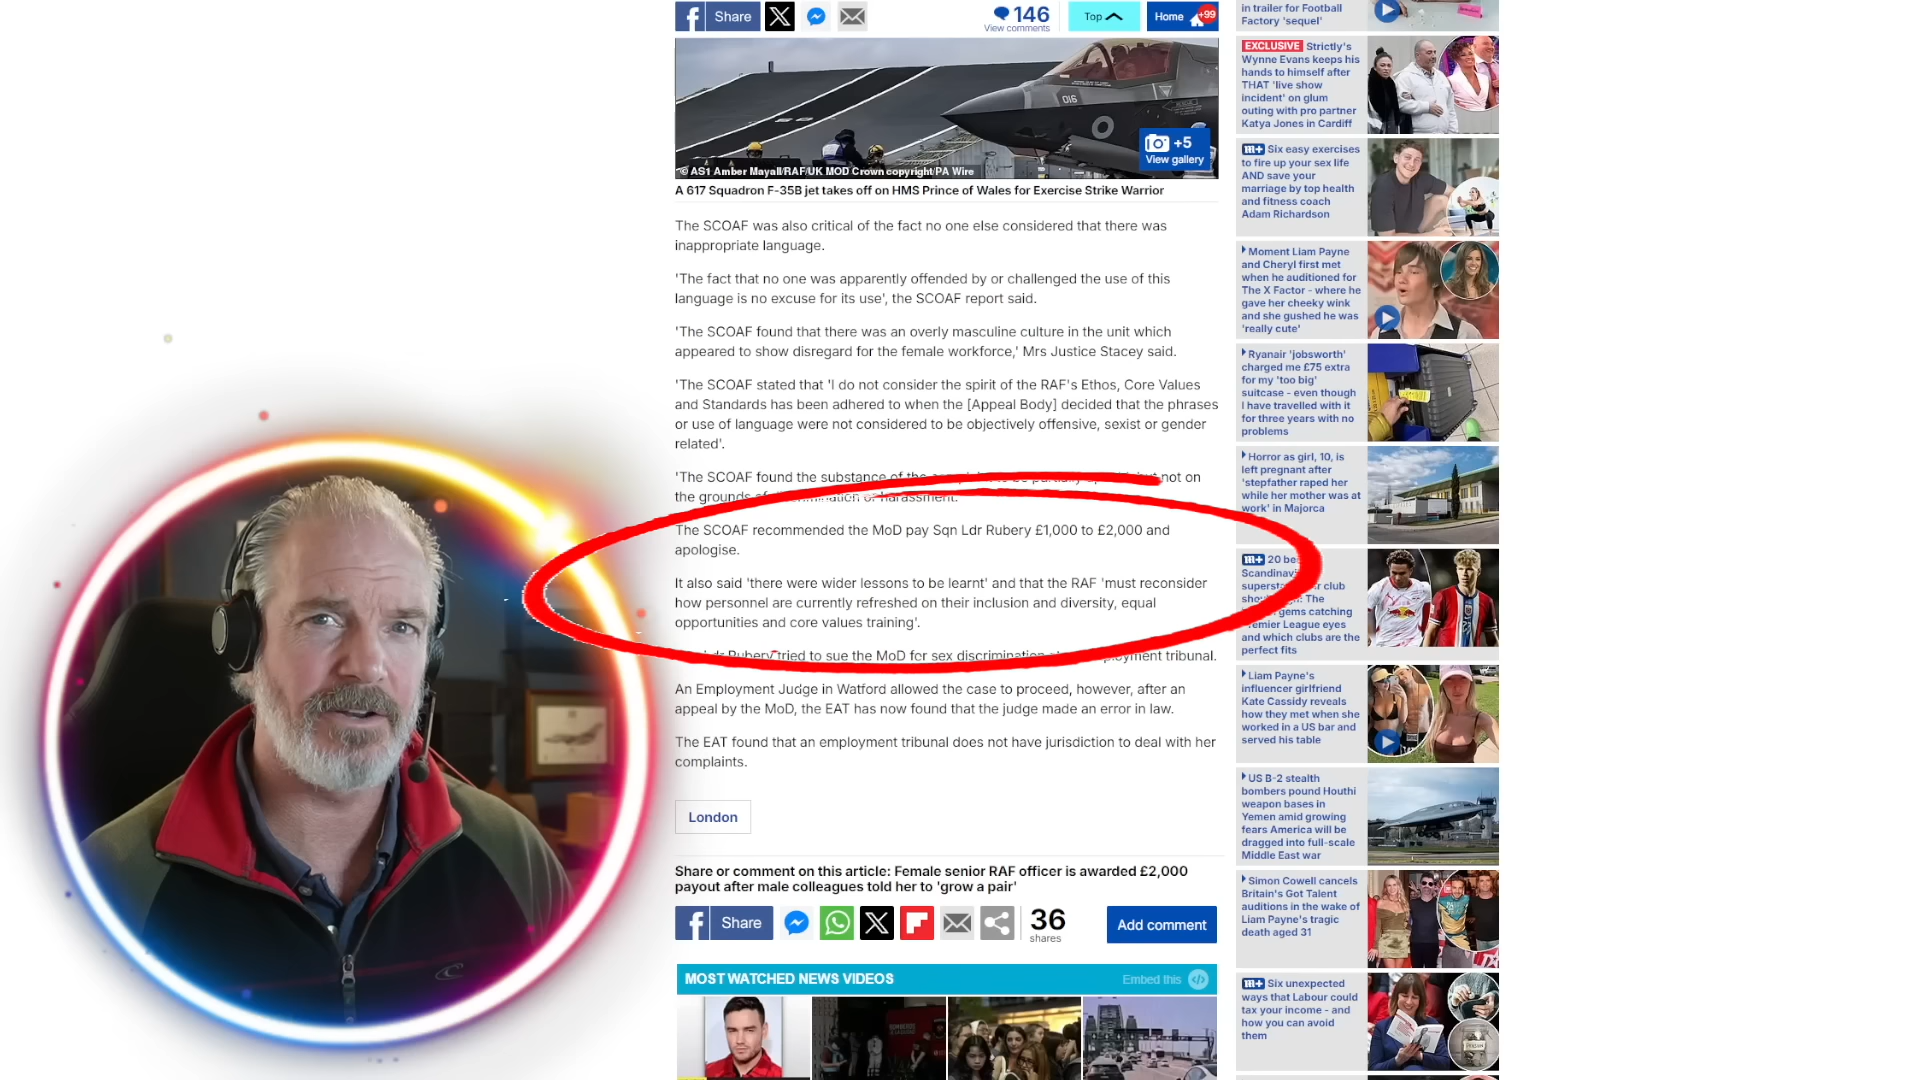 Share
146
View comments
Top
Home
+99
016
+5
View gallery
© AS1 Amber Mayall/RAF/UK MOD Crown copyright/PA Wire
A 617 Squadron F-35B jet takes off on HMS Prince of Wales for Exercise Strike Warrior
The SCOAF was also critical of the fact no one else considered that there was
inappropriate language.
'The fact that no one was apparently offended by or challenged the use of this
language is no excuse for its use', the SCOAF report said.
'The SCOAF found that there was an overly masculine culture in the unit which
appeared to show disregard for the female workforce,' Mrs Justice Stacey said.
'The SCOAF stated that 'I do not consider the spirit of the RAF's Ethos, Core Values
and Standards has been adhered to when the [Appeal Body] decided that the phrases
or use of language were not considered to be objectively offensive, sexist or gender
related'.
'The SCOAF found the substance of the to be partially but not on
the grounds of discrimination or harassment.
The SCOAF recommended the MoD pay Sqn Ldr Rubery £1,000 to £2,000 and
apologise.
It also said 'there were wider lessons to be learnt' and that the RAF 'must reconsider
how personnel are currently refreshed on their inclusion and diversity, equal
opportunities and core values training'.
Ldr Rubery tried to sue the MoD for sex discrimination employment tribunal.
An Employment Judge in Watford allowed the case to proceed, however, after an
appeal by the MoD, the EAT has now found that the judge made an error in law.
The EAT found that an employment tribunal does not have jurisdiction to deal with her
complaints.
London
Share or comment on this article: Female senior RAF officer is awarded £2,000
payout after male colleagues told her to 'grow a pair'
Share
36
shares
Add comment
MOST WATCHED NEWS VIDEOS
Embed this
in trailer for Football
Factory 'sequel'
EXCLUSIVE Strictly's
Wynne Evans keeps his
hands to himself after
THAT 'live show
incident' on glum
outing with pro partner
Katya Jones in Cardiff
m+ Six easy exercises
to fire up your sex life
AND save your
marriage by top health
and fitness coach
Adam Richardson
Moment Liam Payne
and Cheryl first met
when he auditioned for
The X Factor - where he
gave her cheeky wink
and she gushed he was
'really cute'
Ryanair 'jobsworth'
charged me £75 extra
for my 'too big'
suitcase - even though
I have travelled with it
for three years with no
problems
Horror as girl, 10, is
left pregnant after
'stepfather raped her
while her mother was at
work' in Majorca
m+ 20
Scandinavian
club
The
gems catching
Premier League eyes
and which clubs are the
perfect fits
Liam Payne's
influencer girlfriend
Kate Cassidy reveals
how they met when she
worked in a US bar and
served his table
US B-2 stealth
bombers pound Houthi
weapon bases in
Yemen amid growing
fears America will be
dragged into full-scale
Middle East war
Simon Cowell cancels
Britain's Got Talent
auditions in the wake of
Liam Payne's tragic
death aged 31
m+ Six unexpected
ways that Labour could
tax your income - and
how you can avoid
them